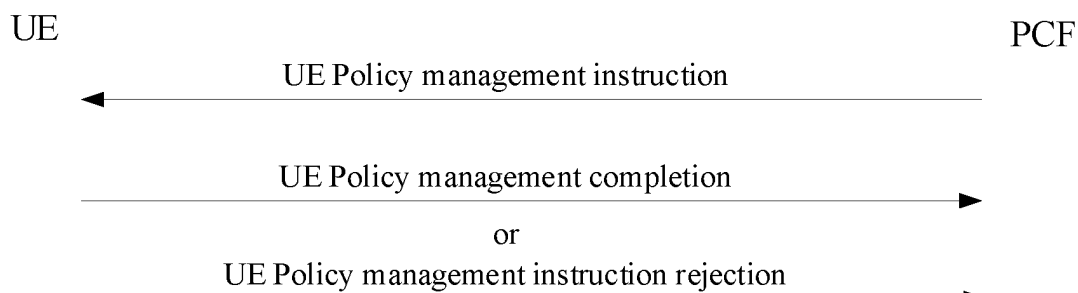 UE
PCF
UE Policy management instruction
UE Policy management completion
or
UE Policy management instruction rejection